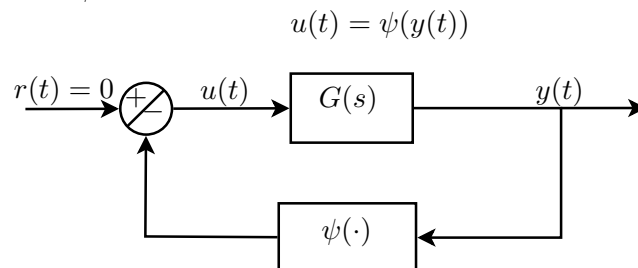 u(t) = ψ(y(t))
r(t) = 0
+
−
u(t)
G(s)
y(t)
ψ(·)